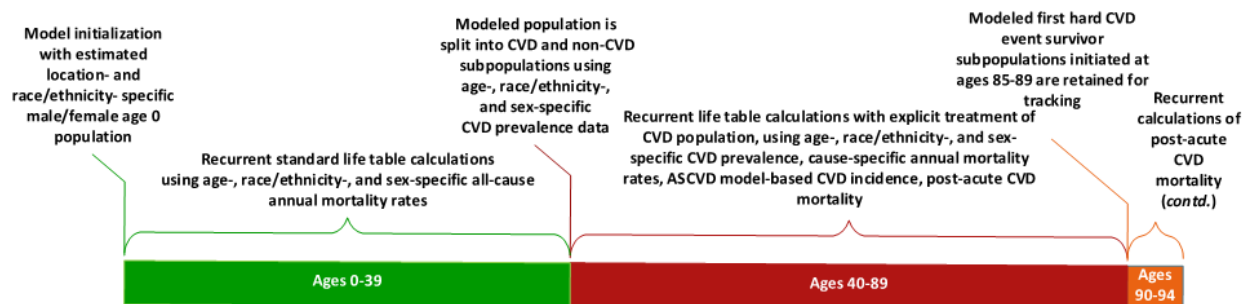 Model initialization
with estimated
location- and
race/ethnicity- specific
male/female age 0
population
Recurrent standard life table calculations
using age-, race/ethnicity-, and sex-specific all-cause
annual mortality rates
Modeled population is
split into CVD and non-CVD
subpopulations using
age-, race/ethnicity-,
and sex-specific
CVD prevalence data
Recurrent life table calculations with explicit treatment of
CVD population, using age-, race/ethnicity-, and sex-
specific CVD prevalence, cause-specific annual mortality
rates, ASCVD model-based CVD incidence, post-acute CVD
mortality
Modeled first hard CVD
event survivor
subpopulations initiated at
ages 85-89 are retained for
tracking
Recurrent
calculations of
post-acute
CVD
mortality
(contd.)
Ages 0-39
Ages 40-89
Ages
90-94